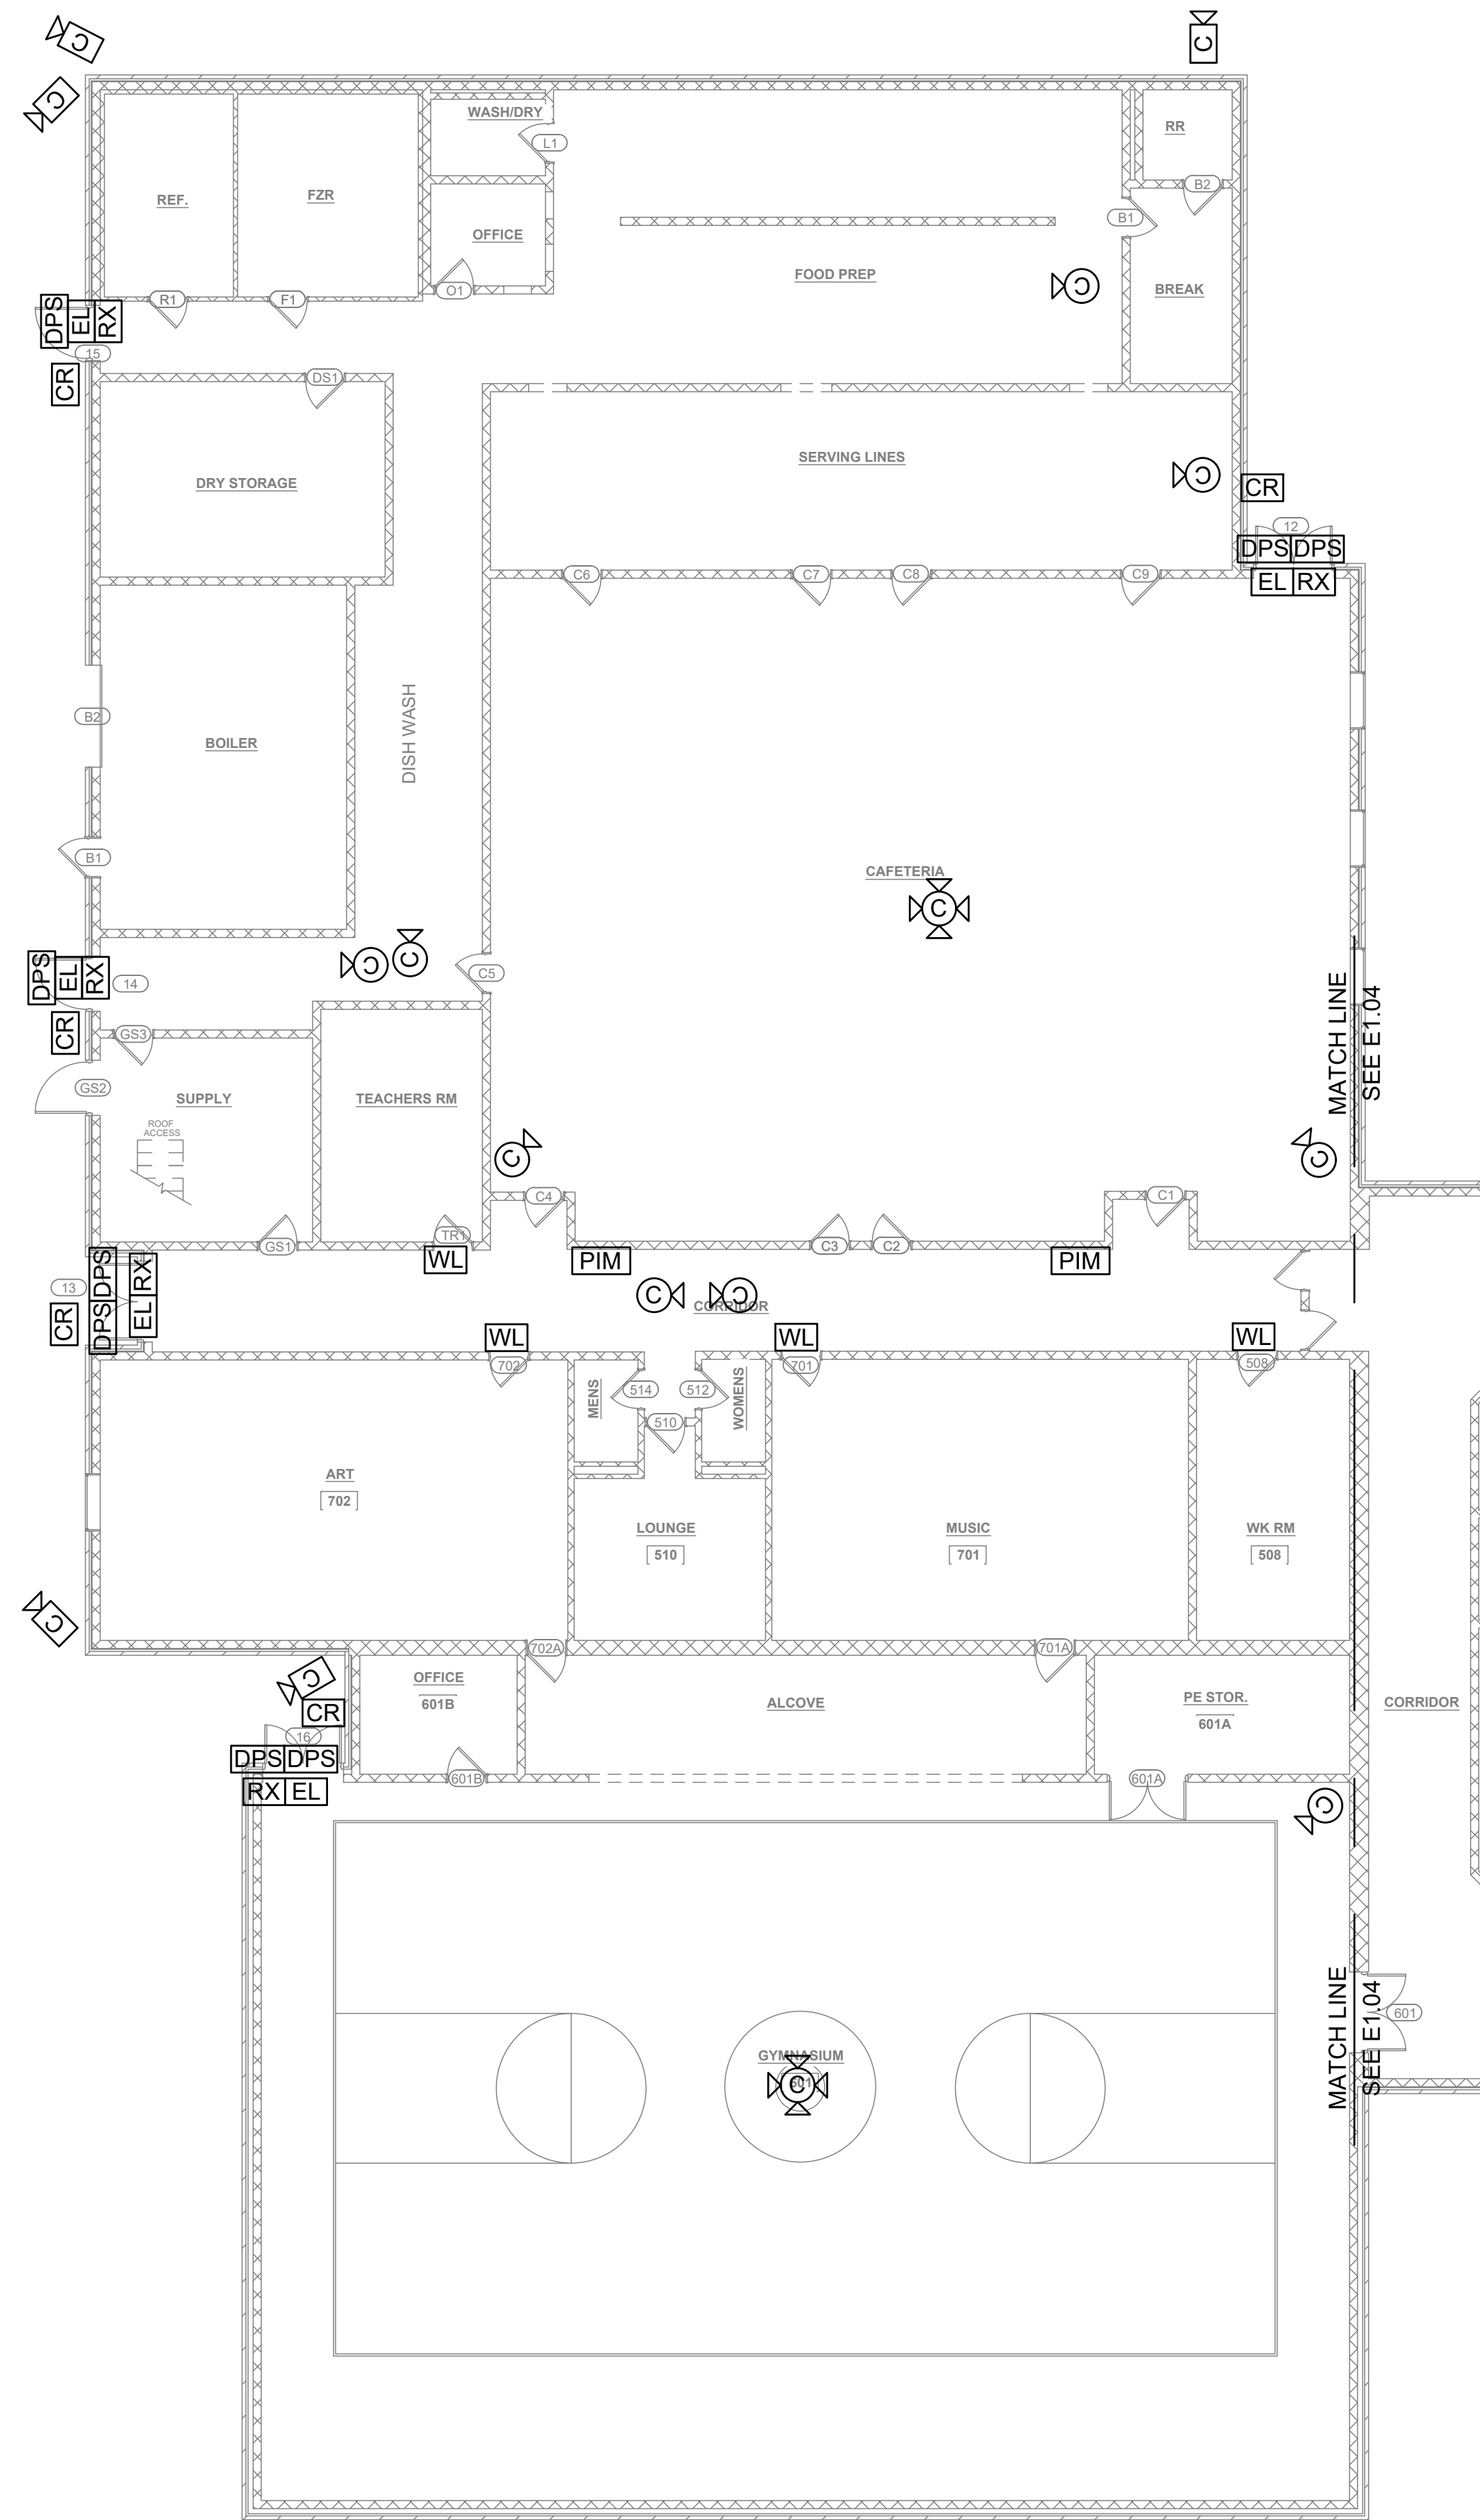 C
C
C
WASH/DRY
L1
RR
REF.
FZR
OFFICE
B2
B1
FOOD PREP
C
BREAK
O1
R1
F1
DPS
EL
RX
15
CR
DS1
DRY STORAGE
SERVING LINES
C
CR
12
DPS
DPS
EL
RX
C6
C7
C8
C9
B2
BOILER
DISH WASH
B1
CAFETERIA
C
C
C
C5
DPS
EL
RX
14
CR
GS3
GS2
SUPPLY
ROOF
ACCESS
TEACHERS RM
MATCH LINE
SEE E1.04
C
C
C4
C1
GS1
TR1
WL
C3
C2
PIM
PIM
13
DPS
RX
CR
DPS
EL
C
C
CORRIDOR
WL
WL
WL
702
701
508
MENS
514
512
WOMENS
510
ART
702
LOUNGE
510
MUSIC
701
WK RM
508
C
702A
701A
C
OFFICE
601B
ALCOVE
PE STOR.
601A
CORRIDOR
CR
16
DPS
DPS
RX
EL
601B
601A
C
MATCH LINE
SEE E1.04
601
GYMNASIUM
601
C